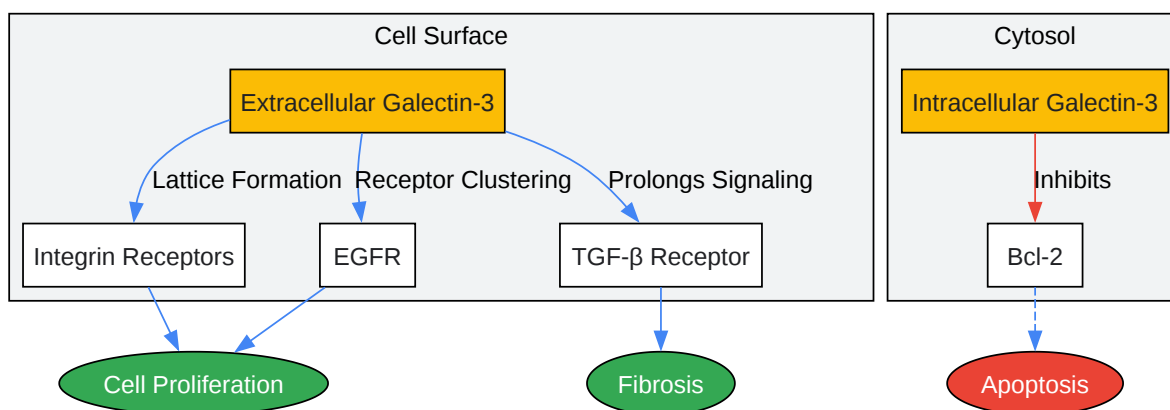 Cell Surface
Cytosol
Extracellular Galectin-3
Intracellular Galectin-3
Lattice Formation
Receptor Clustering
Prolongs Signaling
Inhibits
Integrin Receptors
EGFR
TGF-β Receptor
Bcl-2
Cell Proliferation
Fibrosis
Apoptosis